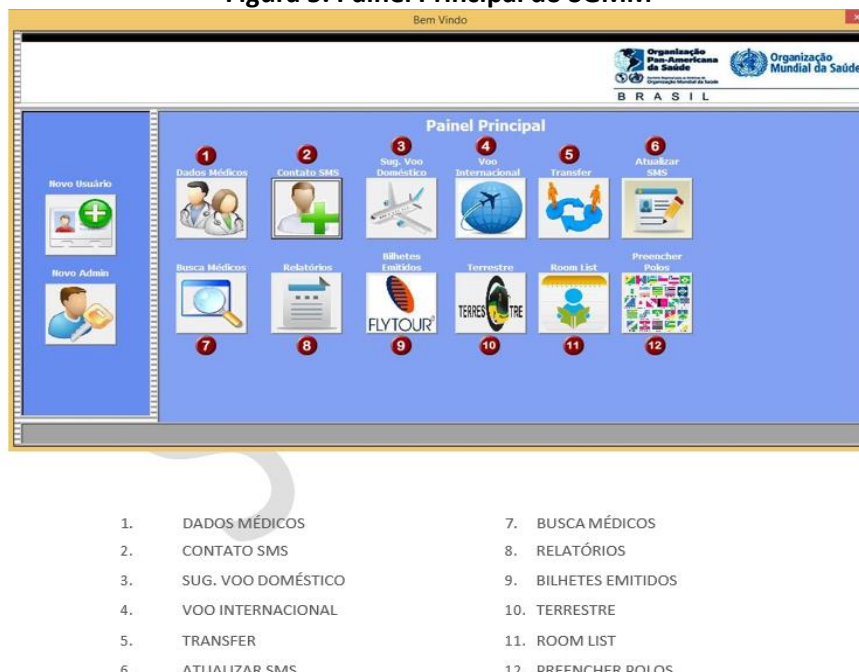 Figura 3: Painel Principal do SGMM
Bem Vindo
Organização
Pan-Americana
da Saúde
Organização
Mundial da Saúde
BRASIL
Painel Principal
1 2 3 4 5 6
Dados Médicos
Contato SMS
Sug. Voo
Doméstico
Voo
Internacional
Transfer
Atualizar
SMS
Novo Usuário
Novo Admin
Busca Médicos
Relatórios
Bilhetes
Emitidos
Terrestre
Room List
Preencher
Polos
FLYTOUR
TERRES TRE
7 8 9 10 11 12
1. DADOS MÉDICOS
2. CONTATO SMS
3. SUG. VOO DOMÉSTICO
4. VOO INTERNACIONAL
5. TRANSFER
6. ATUALIZAR SMS
7. BUSCA MÉDICOS
8. RELATÓRIOS
9. BILHETES EMITIDOS
10. TERRESTRE
11. ROOM LIST
12. PREENCHER POLOS